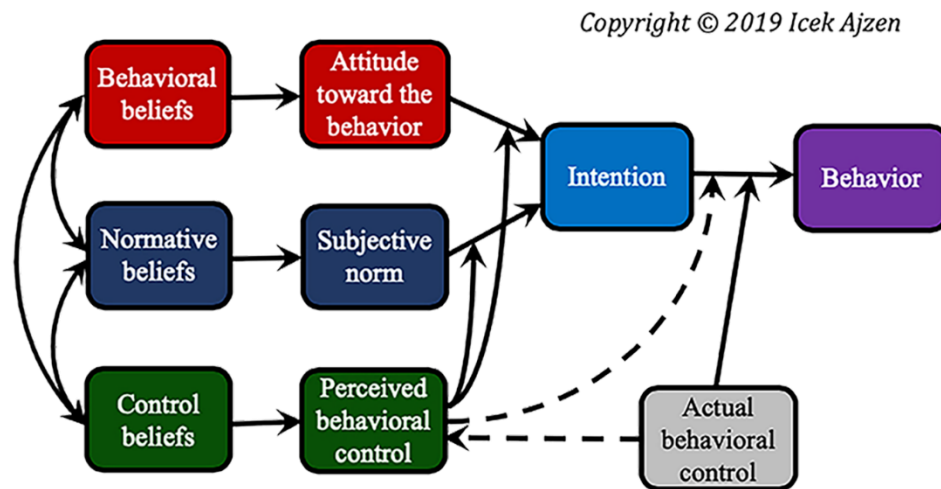 Copyright © 2019 Icek Ajzen
Behavioral
beliefs
Attitude
toward the
behavior
Intention
Behavior
Normative
beliefs
Subjective
norm
Control
beliefs
Perceived
behavioral
control
Actual
behavioral
control